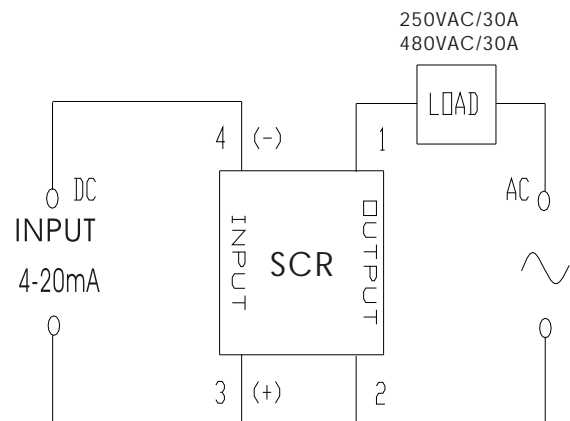 250VAC/30A
480VAC/30A
LOAD
4 (-)
1
DC
INPUT
4-20mA
INPUT
SCR
OUTPUT
AC
3 (+)
2